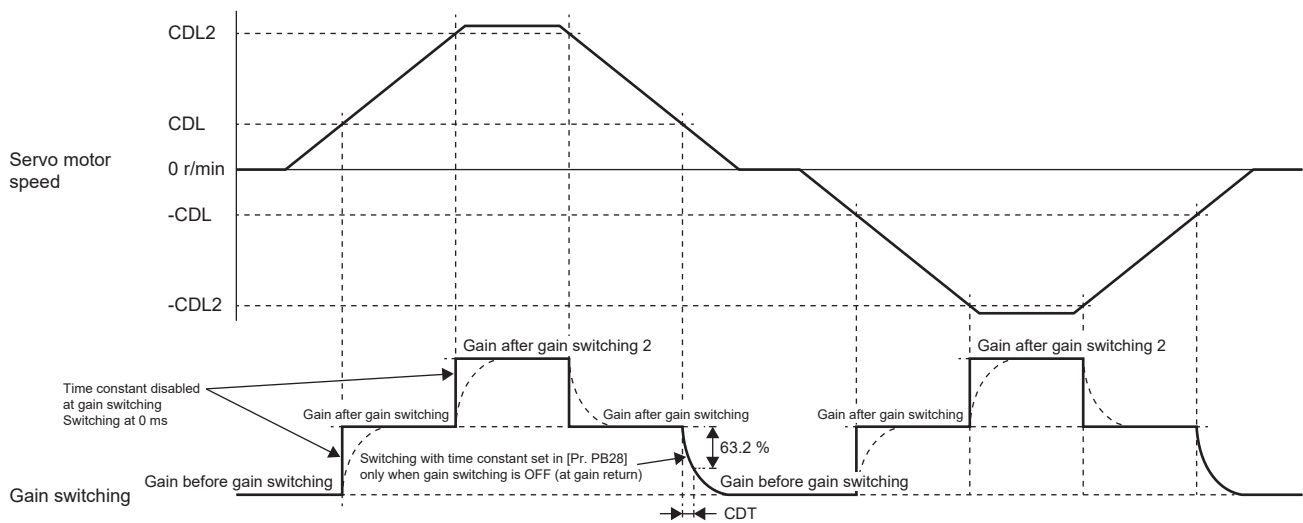 CDL2
CDL
Servo motor
speed
0 r/min
-CDL
-CDL2
Gain after gain switching 2
Gain after gain switching 2
Time constant disabled
at gain switching
Switching at 0 ms
Gain after gain switching
Gain after gain switching
Gain after gain switching
63.2 %
Switching with time constant set in [Pr. PB28]
only when gain switching is OFF (at gain return)
Gain before gain switching
Gain before gain switching
Gain switching
CDT